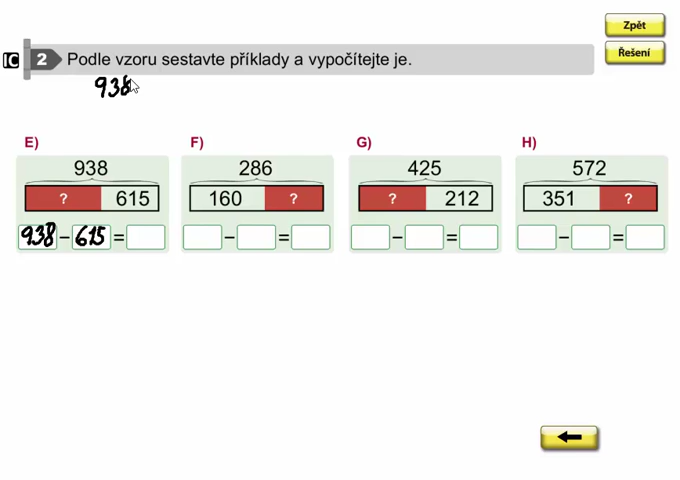 Zpět
IC 2 Podle vzoru sestavte příklady a vypočítejte je.
Řešení
938
E) F) G) H)
938 286 425 572
? 615 160 ? ? 212 351 ?
938 - 615 = - = - = - =